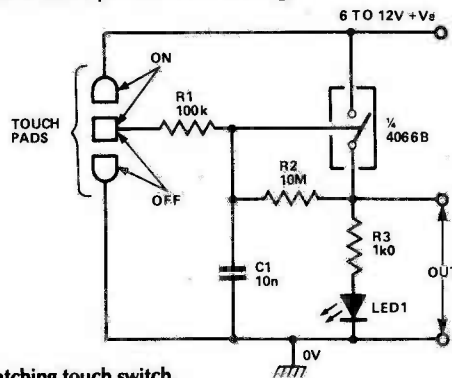 6 TO 12V +Ve
ON
TOUCH
PADS
R1
100k
¼
4066B
R2
10M
OFF
R3
1k0
C1
10n
OUT
LED1
0V
atching touch switch